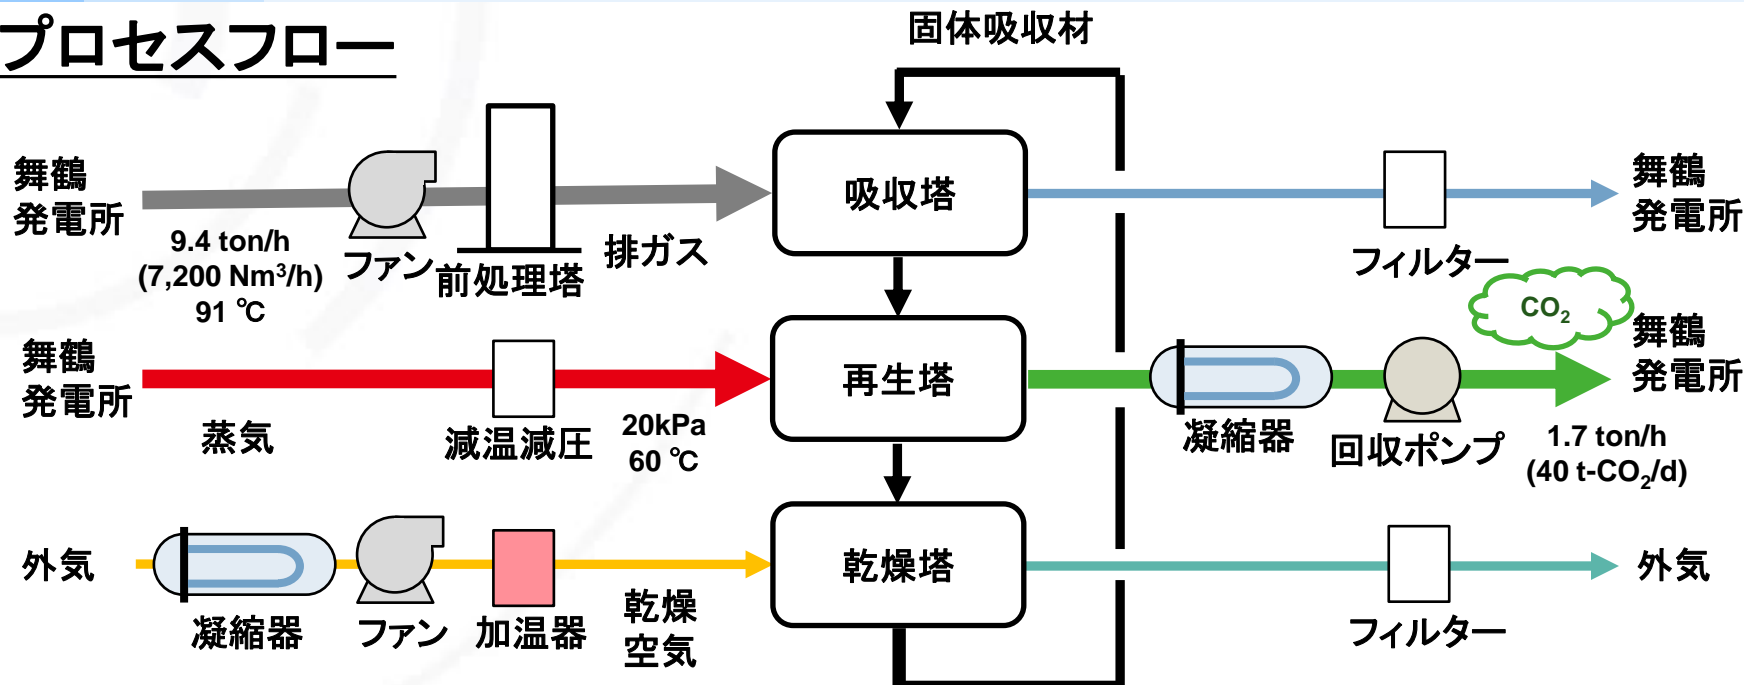 プロセスフロー
固体吸収材
舞鶴
発電所
9.4 ton/h
(7,200 Nm³/h)
91 ℃
ファン
前処理塔
排ガス
吸収塔
フィルター
舞鶴
発電所
舞鶴
発電所
蒸気
減温減圧
20kPa
60 ℃
再生塔
凝縮器
回収ポンプ
CO₂
舞鶴
発電所
1.7 ton/h
(40 t-CO₂/d)
外気
凝縮器
ファン
加温器
乾燥
空気
乾燥塔
フィルター
外気